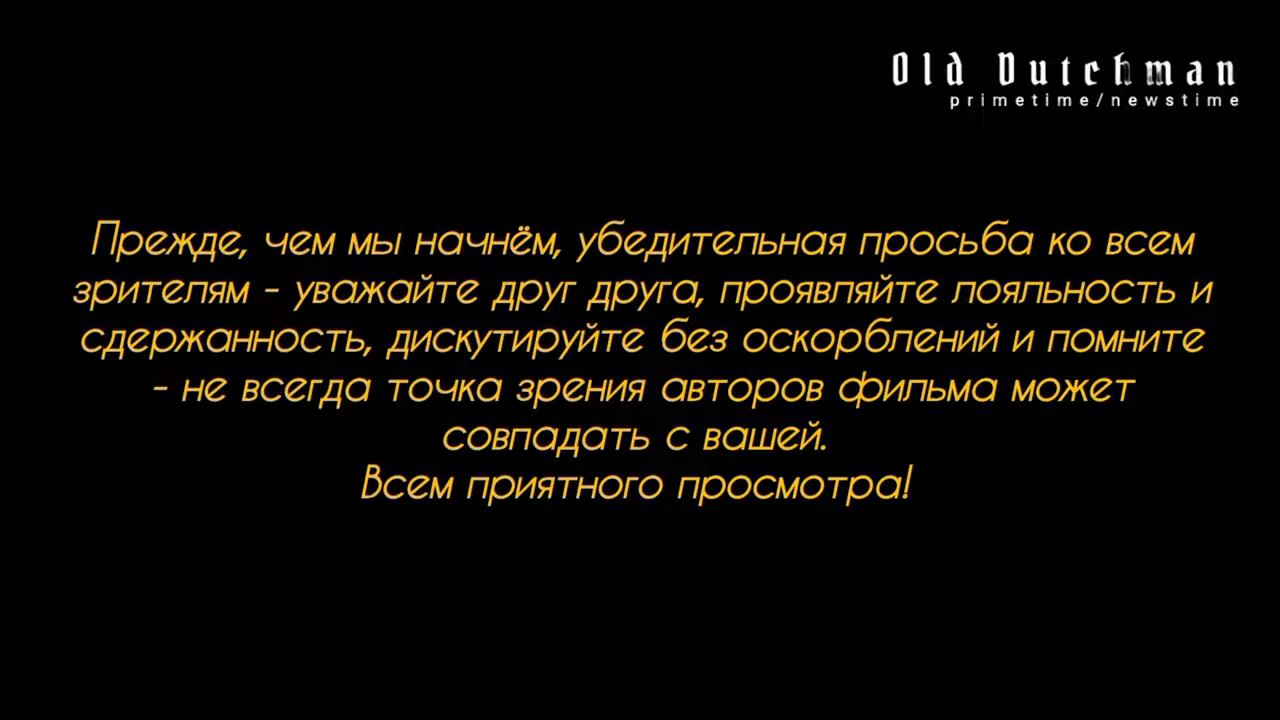 Old Dutchman
primetime/newstime
Прежде, чем мы начнём, убедительная просьба ко всем
зрителям - уважайте друг друга, проявляйте лояльность и
сдержанность, дискутируйте без оскорблений и помните
- не всегда точка зрения авторов фильма может
совпадать с вашей.
Всем приятного просмотра!